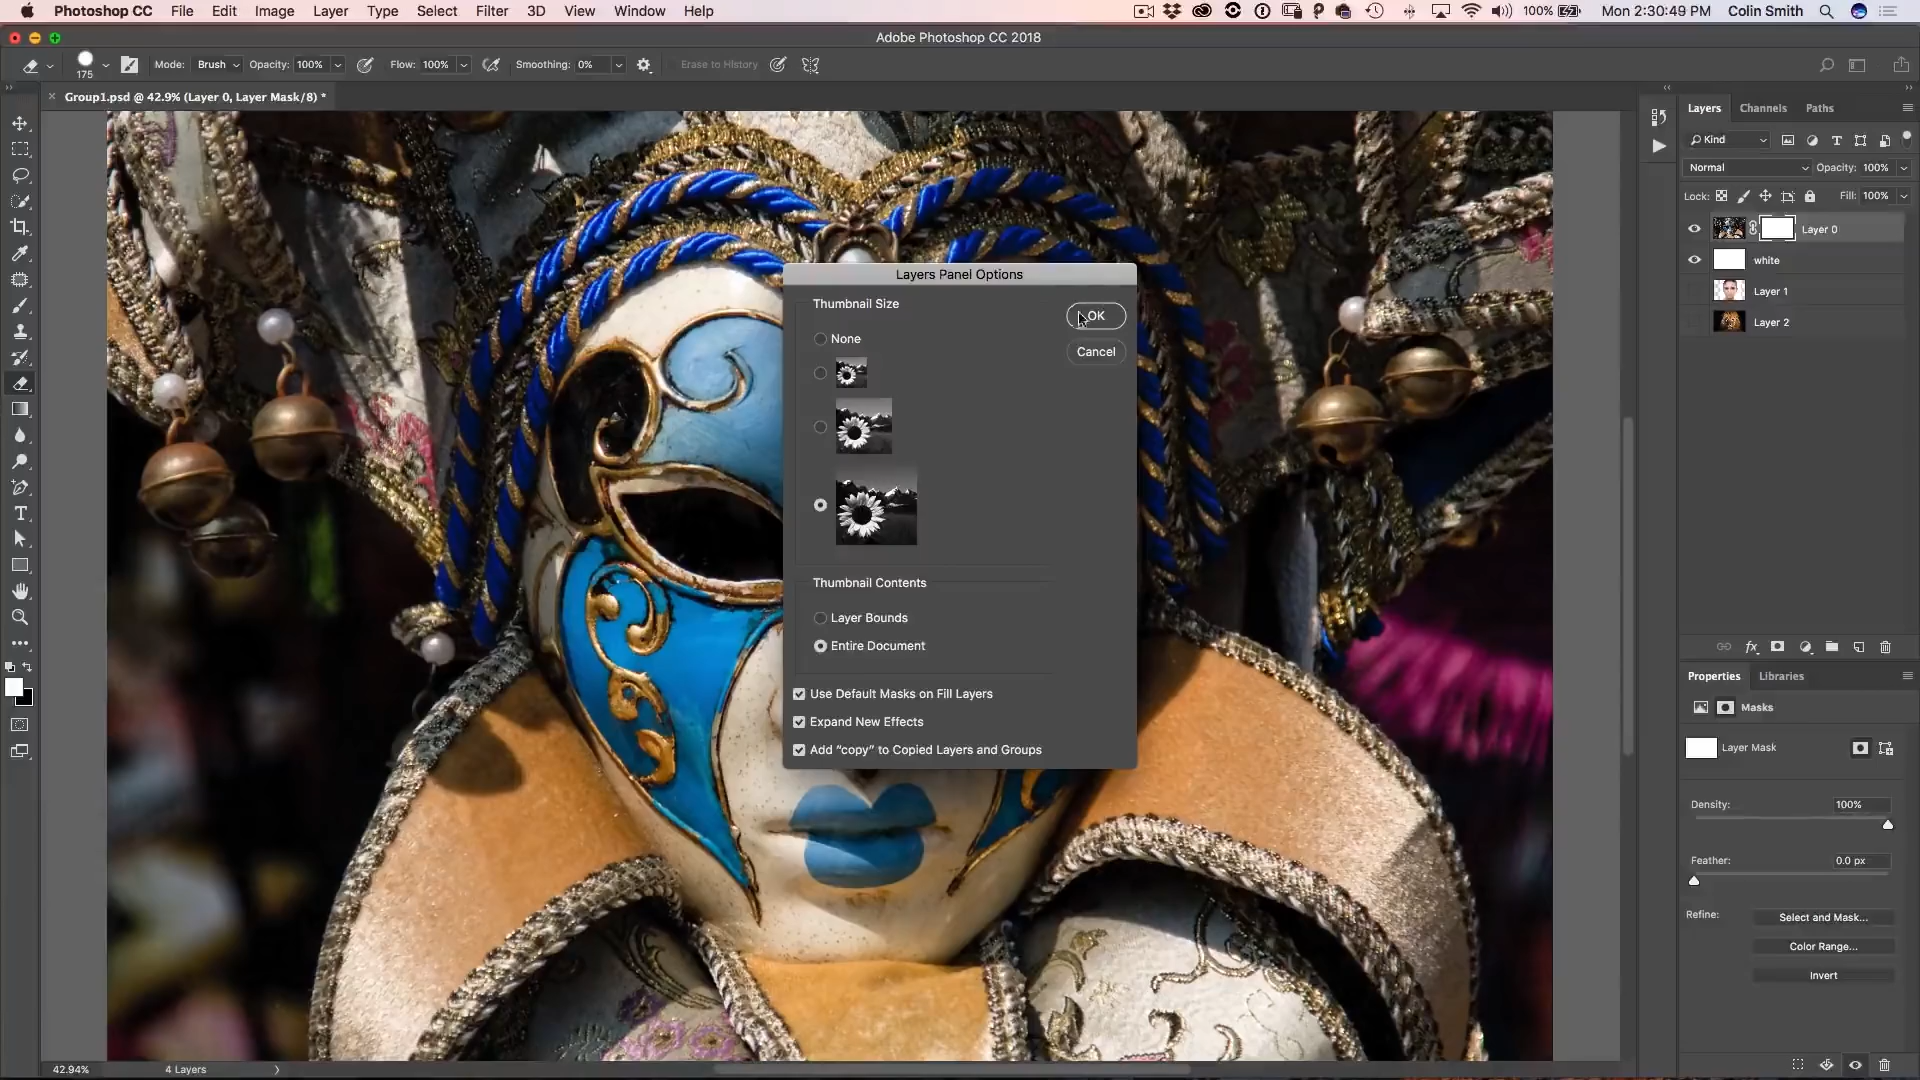 Photoshop CC File Edit Image Layer Type Select Filter 3D View Window Help 100% Mon 2:30:49 PM Colin Smith
Adobe Photoshop CC 2018
175 Mode: Brush Opacity: 100% Flow: 100% Smoothing: 0% Erase to History
Group1.psd @ 42.9% (Layer 0, Layer Mask/8) *
Layers Channels Paths
Kind
Normal Opacity: 100%
Lock: Fill: 100%
Layer 0
white
Layer 1
Layer 2
Layers Panel Options
Thumbnail Size
OK
None
Cancel
Thumbnail Contents
Layer Bounds
Entire Document
Use Default Masks on Fill Layers
Expand New Effects
Add “copy” to Copied Layers and Groups
Properties Libraries
Masks
Layer Mask
Density: 100%
Feather: 0.0 px
Refine: Select and Mask...
Color Range...
Invert
42.94% 4 Layers